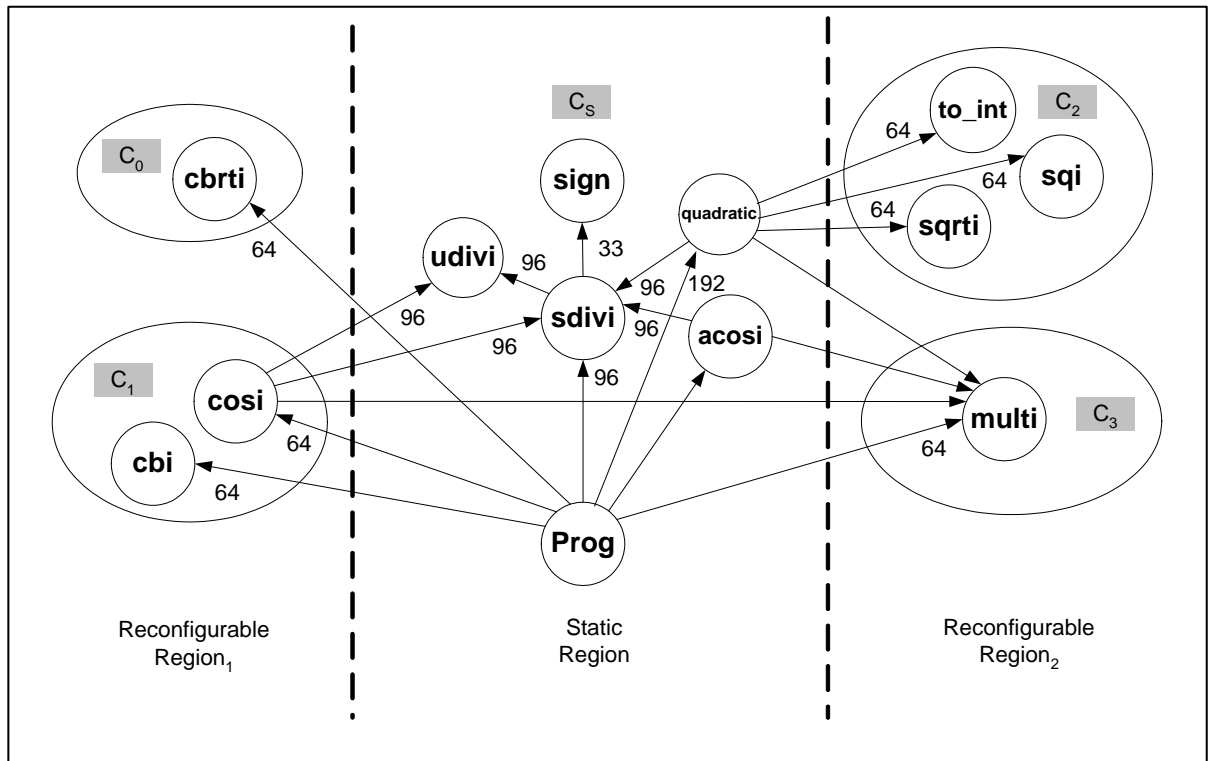 C0
cbrti
64
C1
cosi
64
cbi
64
CS
sign
33
quadratic
udivi
96
96
sdivi
96
96
96
192
acosi
96
Prog
to_int
C2
64
sqi
64
64
sqrti
multi
C3
64
Reconfigurable
Region1
Static
Region
Reconfigurable
Region2